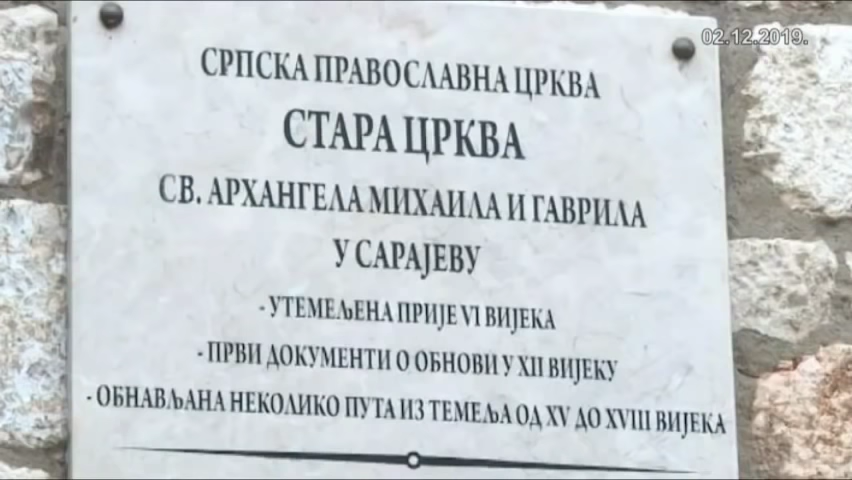 02.12.2019.
СРПСКА ПРАВОСЛАВНА ЦРКВА
СТАРА ЦРКВА
СВ. АРХАНГЕЛА МИХАИЛА И ГАВРИЛА
У САРАЈЕВУ
- УТЕМЕЉЕНА ПРИЈЕ VI ВИЈЕКА
- ПРВИ ДОКУМЕНТИ О ОБНОВИ У XII ВИЈЕКУ
- ОБНАВЉАНА НЕКОЛИКО ПУТА ИЗ ТЕМЕЉА ОД XV ДО XVIII ВИЈЕКА